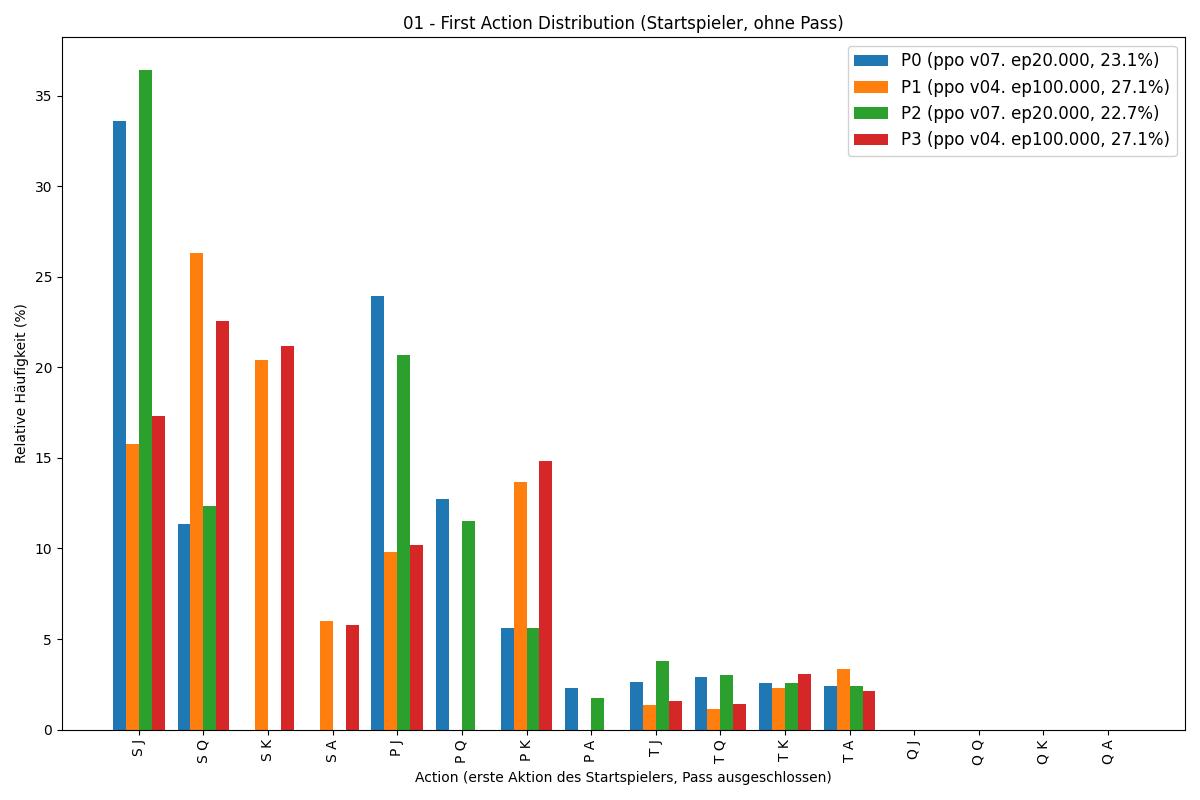 01 - First Action Distribution (Startspieler, ohne Pass)
P0 (ppo v07. ep20.000, 23.1%)
P1 (ppo v04. ep100.000, 27.1%)
P2 (ppo v07. ep20.000, 22.7%)
P3 (ppo v04. ep100.000, 27.1%)
Relative Häufigkeit (%)
35
30
25
20
15
10
5
0
S J
S Q
S K
S A
P J
P Q
P K
P A
T J
T Q
T K
T A
Q J
Q Q
Q K
Q A
Action (erste Aktion des Startspielers, Pass ausgeschlossen)